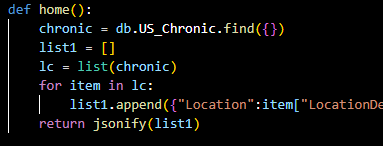 def home():
chronic = db.US_Chronic.find({})
list1 = []
lc = list(chronic)
for item in lc:
list1.append({"Location":item["LocationDe
return jsonify(list1)